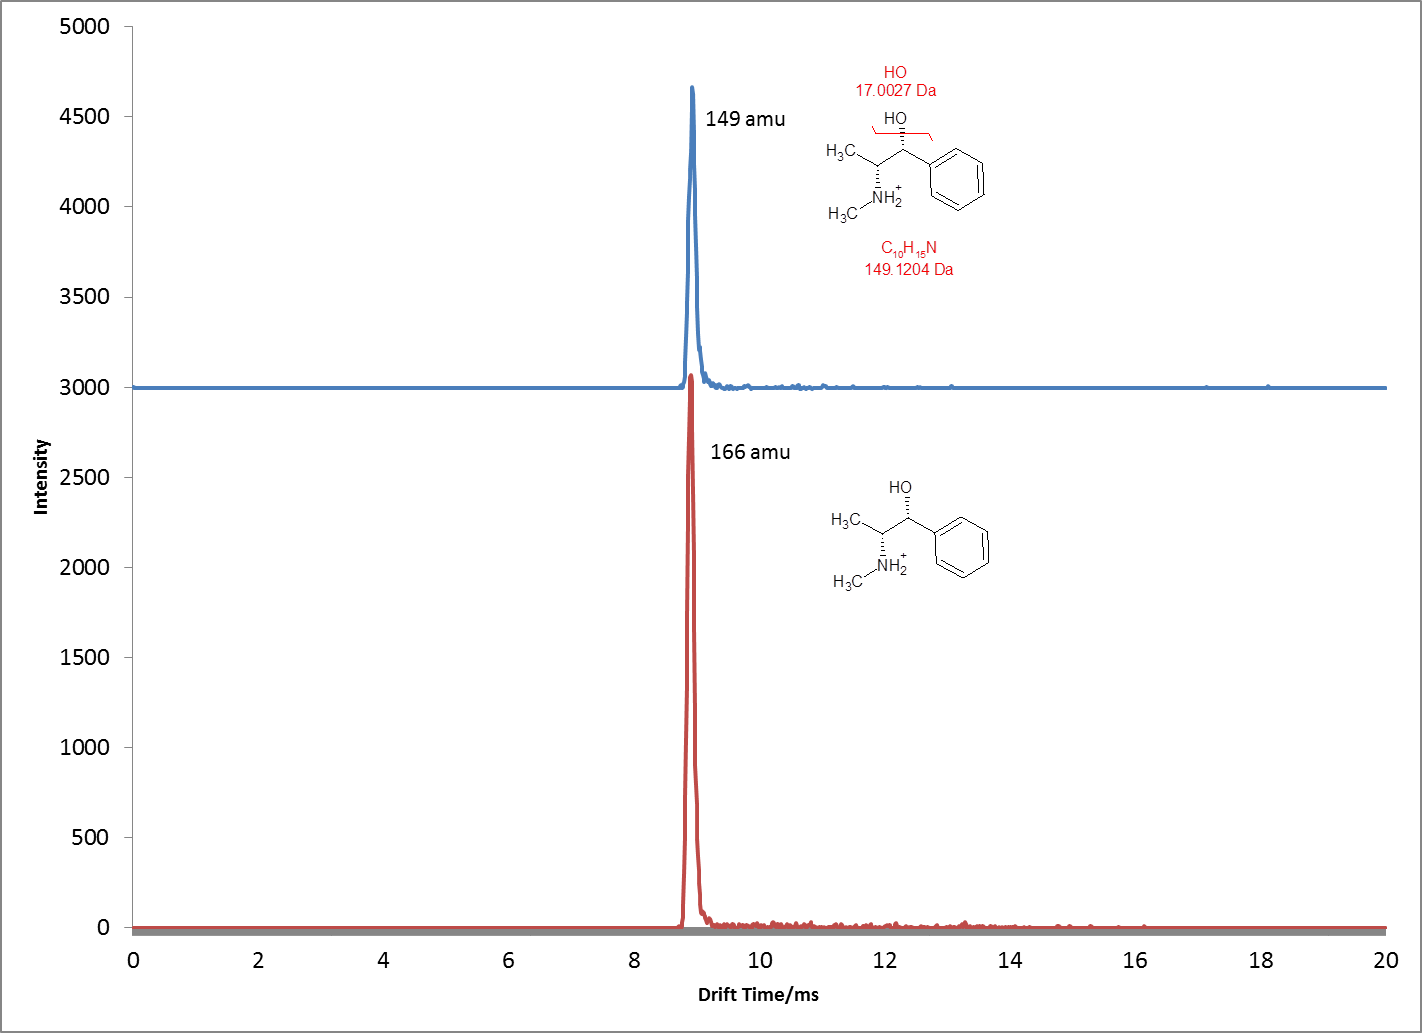 5000
4500
4000
3500
3000
2500
2000
1500
1000
500
0
Intensity
0 2 4 6 8 10 12 14 16 18 20
Drift Time/ms
149 amu
HO
17.0027 Da
HO
H₃C
NH₂⁺
H₃C
C₁₀H₁₅N
149.1204 Da
166 amu
HO
H₃C
NH₂⁺
H₃C